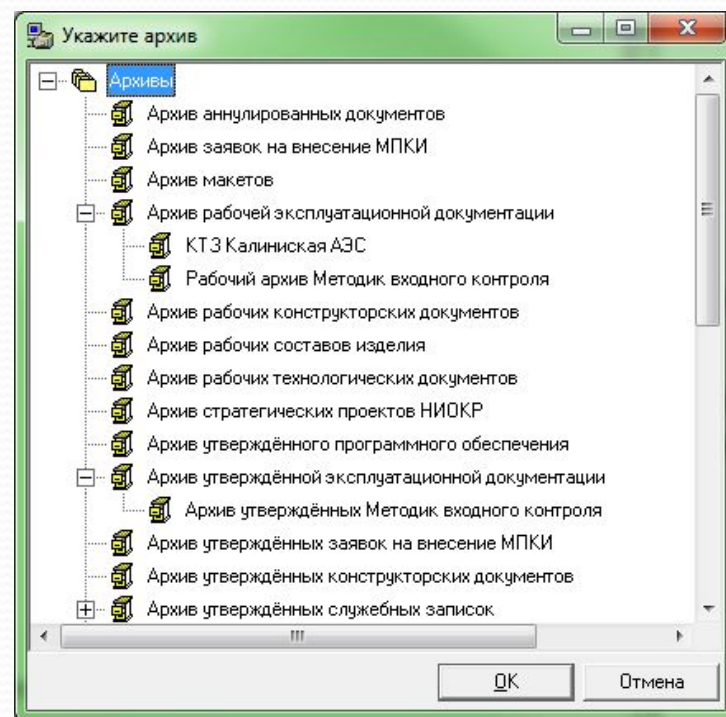 Укажите архив
Архивы
Архив аннулированных документов
Архив заявок на внесение МПКИ
Архив макетов
Архив рабочей эксплуатационной документации
КТЗ Калиниская АЭС
Рабочий архив Методик входного контроля
Архив рабочих конструкторских документов
Архив рабочих составов изделия
Архив рабочих технологических документов
Архив стратегических проектов НИОКР
Архив утверждённого программного обеспечения
Архив утверждённой эксплуатационной документации
Архив утверждённых Методик входного контроля
Архив утверждённых заявок на внесение МПКИ
Архив утверждённых конструкторских документов
Архив утверждённых служебных записок
OK Отмена